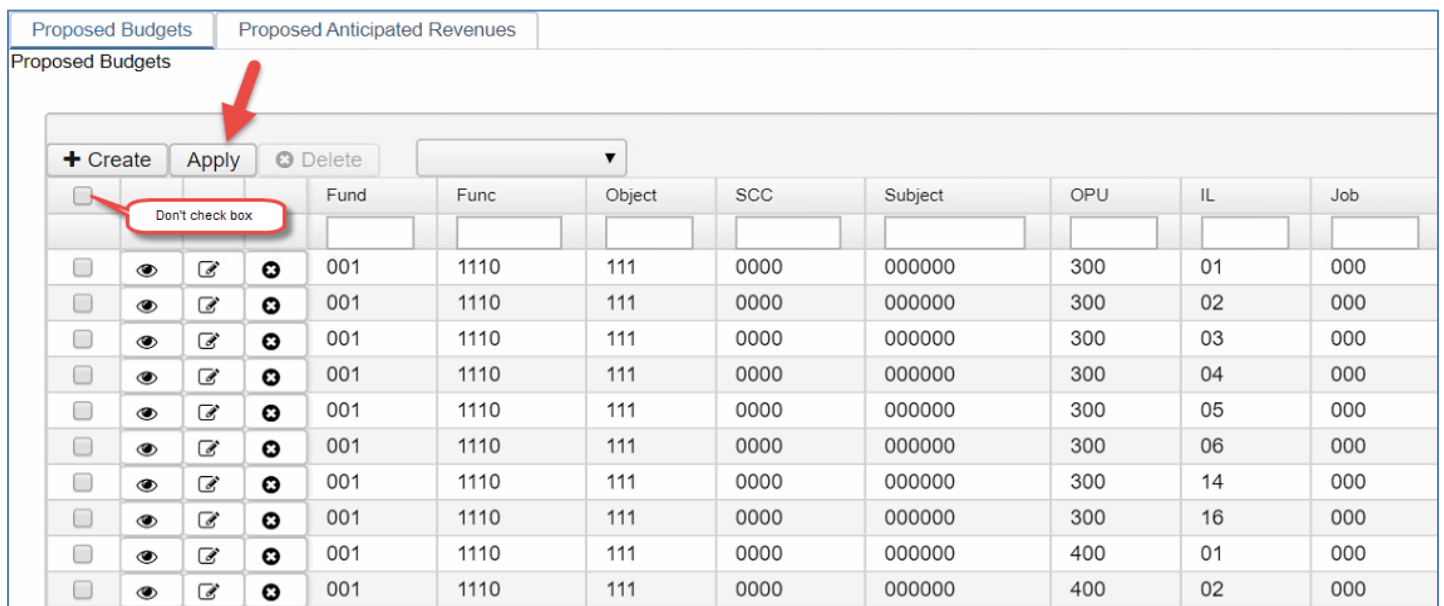 Proposed Budgets Proposed Anticipated Revenues
Proposed Budgets
Create Apply Delete
Fund Func Object SCC Subject OPU IL Job
Don't check box
001 1110 111 0000 000000 300 01 000
001 1110 111 0000 000000 300 02 000
001 1110 111 0000 000000 300 03 000
001 1110 111 0000 000000 300 04 000
001 1110 111 0000 000000 300 05 000
001 1110 111 0000 000000 300 06 000
001 1110 111 0000 000000 300 14 000
001 1110 111 0000 000000 300 16 000
001 1110 111 0000 000000 400 01 000
001 1110 111 0000 000000 400 02 000